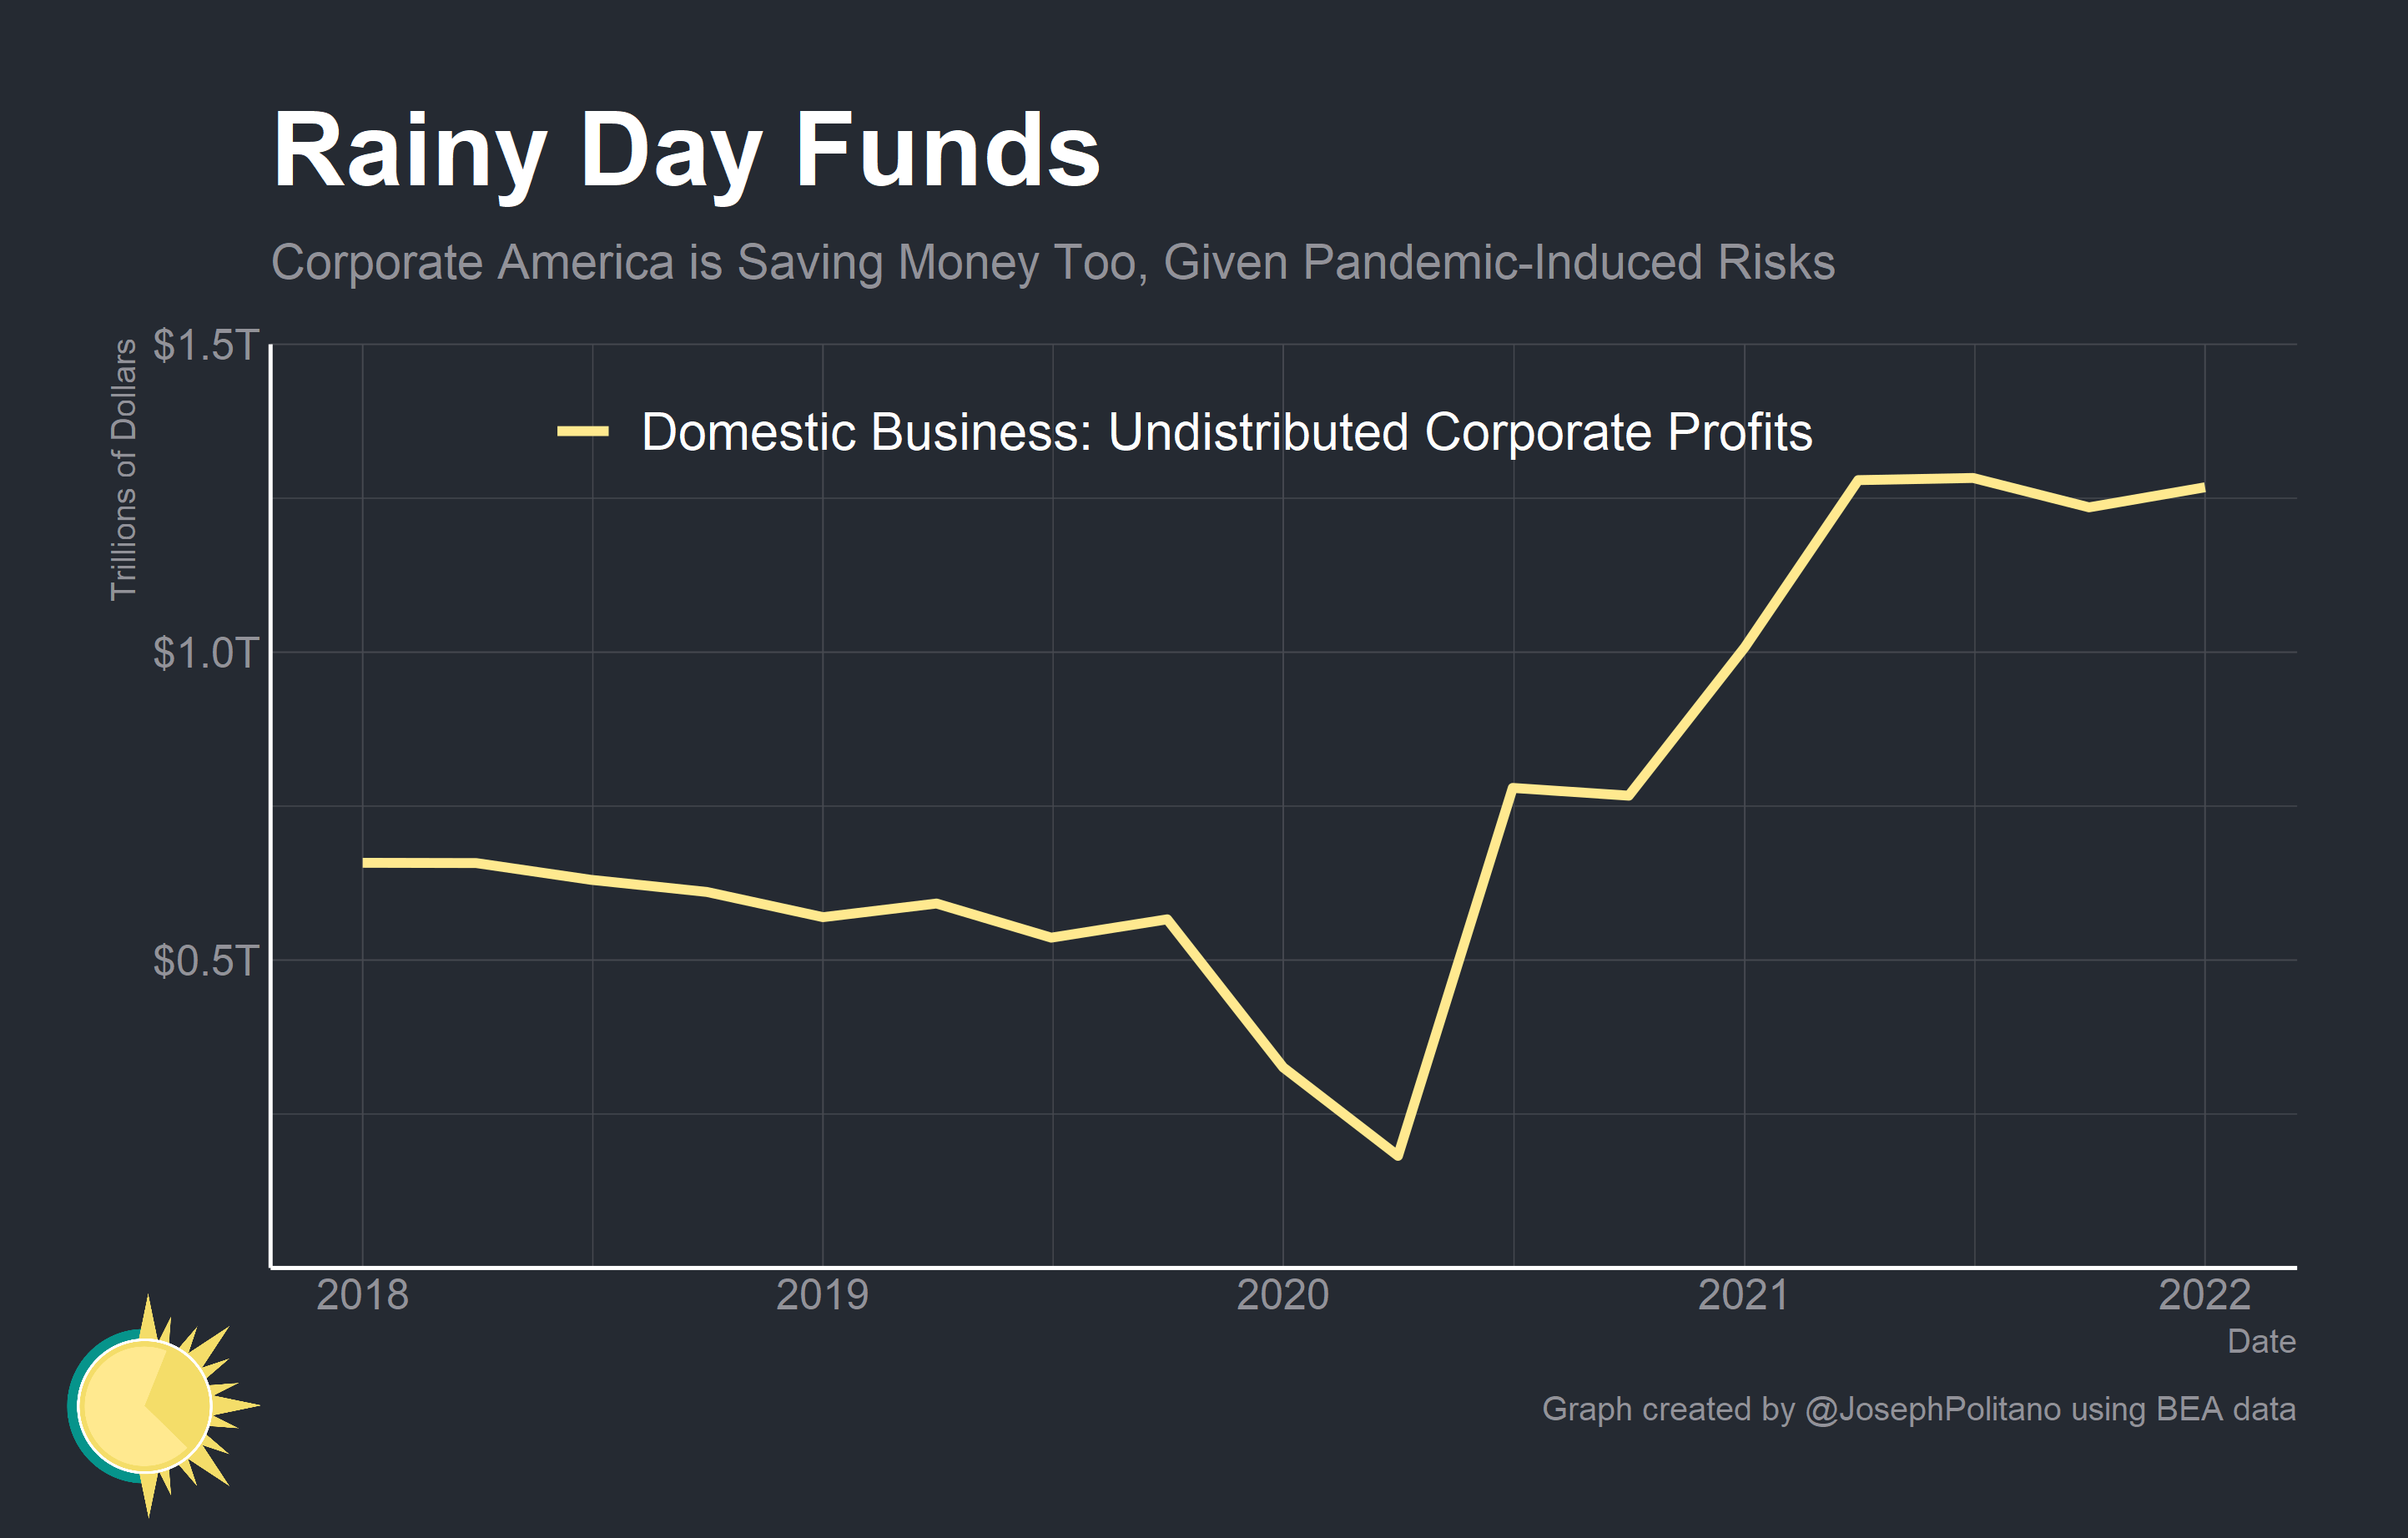 Rainy Day Funds
Corporate America is Saving Money Too, Given Pandemic-Induced Risks
Trillions of Dollars
$1.5T
$1.0T
$0.5T
Domestic Business: Undistributed Corporate Profits
2018 2019 2020 2021 2022
Date
Graph created by @JosephPolitano using BEA data